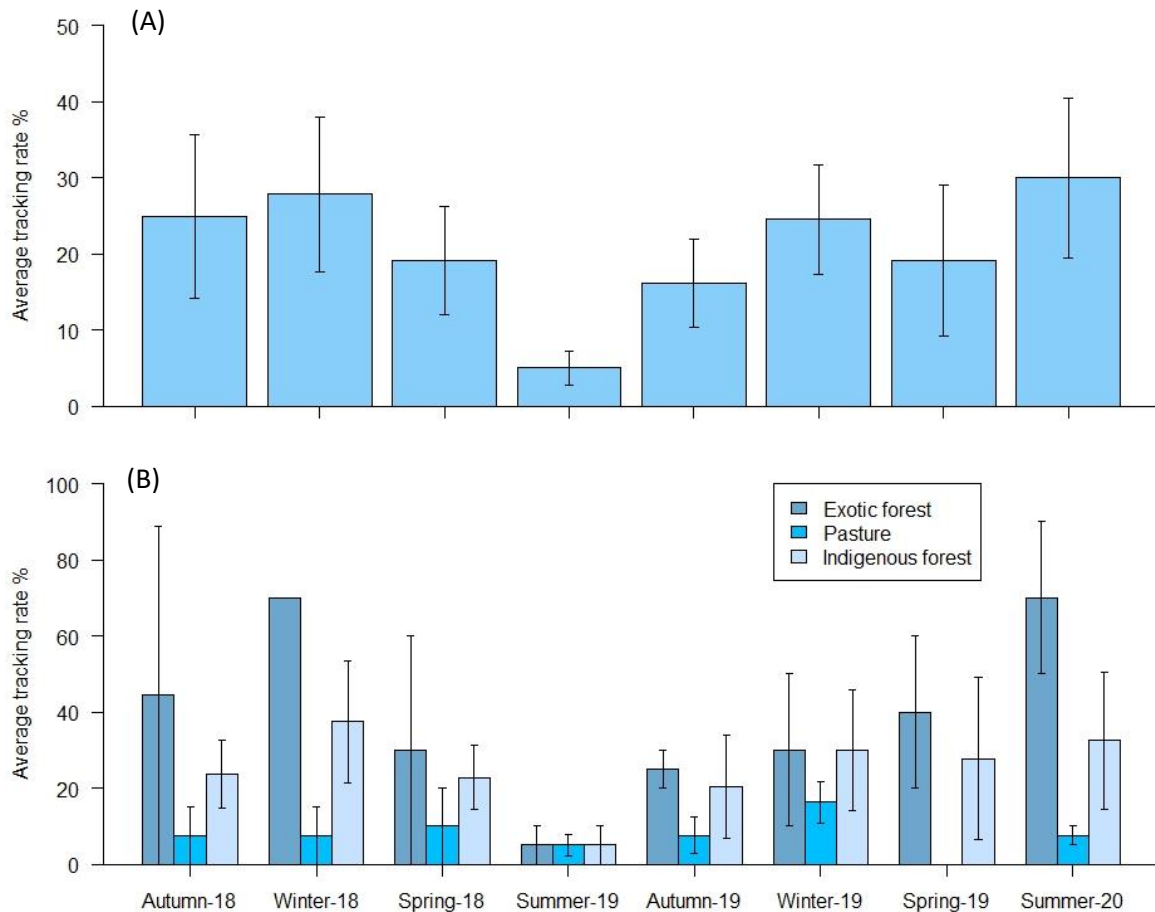 (A)
Average tracking rate %
50
40
30
20
10
0
(B)
Average tracking rate %
100
80
60
40
20
0
Exotic forest
Pasture
Indigenous forest
Autumn-18 Winter-18 Spring-18 Summer-19 Autumn-19 Winter-19 Spring-19 Summer-20